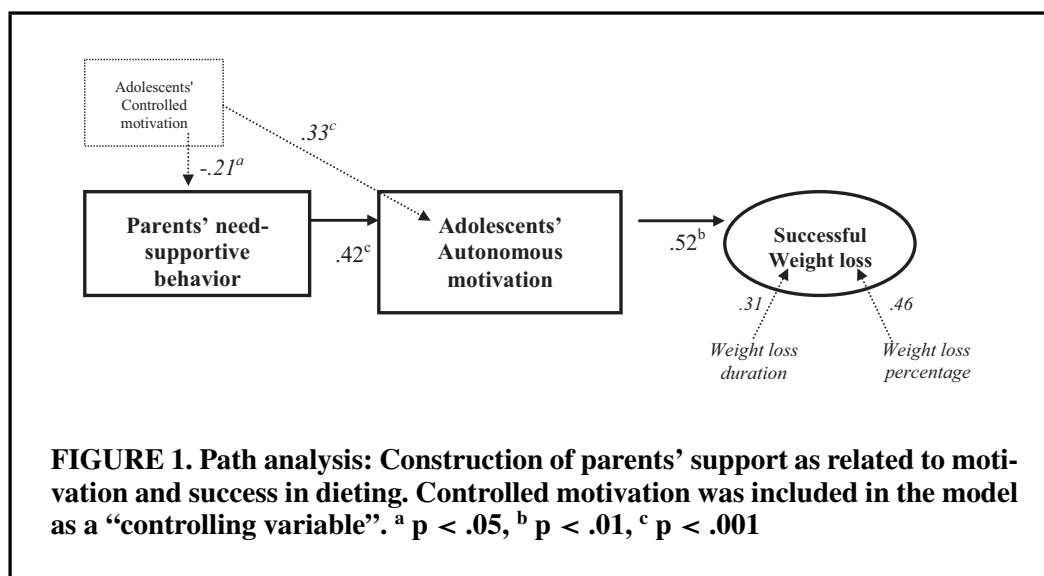 Adolescents'
Controlled
motivation
.33c
-.21a
Parents' need-
supportive
behavior
.42c
Adolescents’
Autonomous
motivation
.52b
Successful
Weight loss
.31
.46
Weight loss
duration
Weight loss
percentage
FIGURE 1. Path analysis: Construction of parents’ support as related to moti-
vation and success in dieting. Controlled motivation was included in the model
as a “controlling variable”. a p < .05, b p < .01, c p < .001